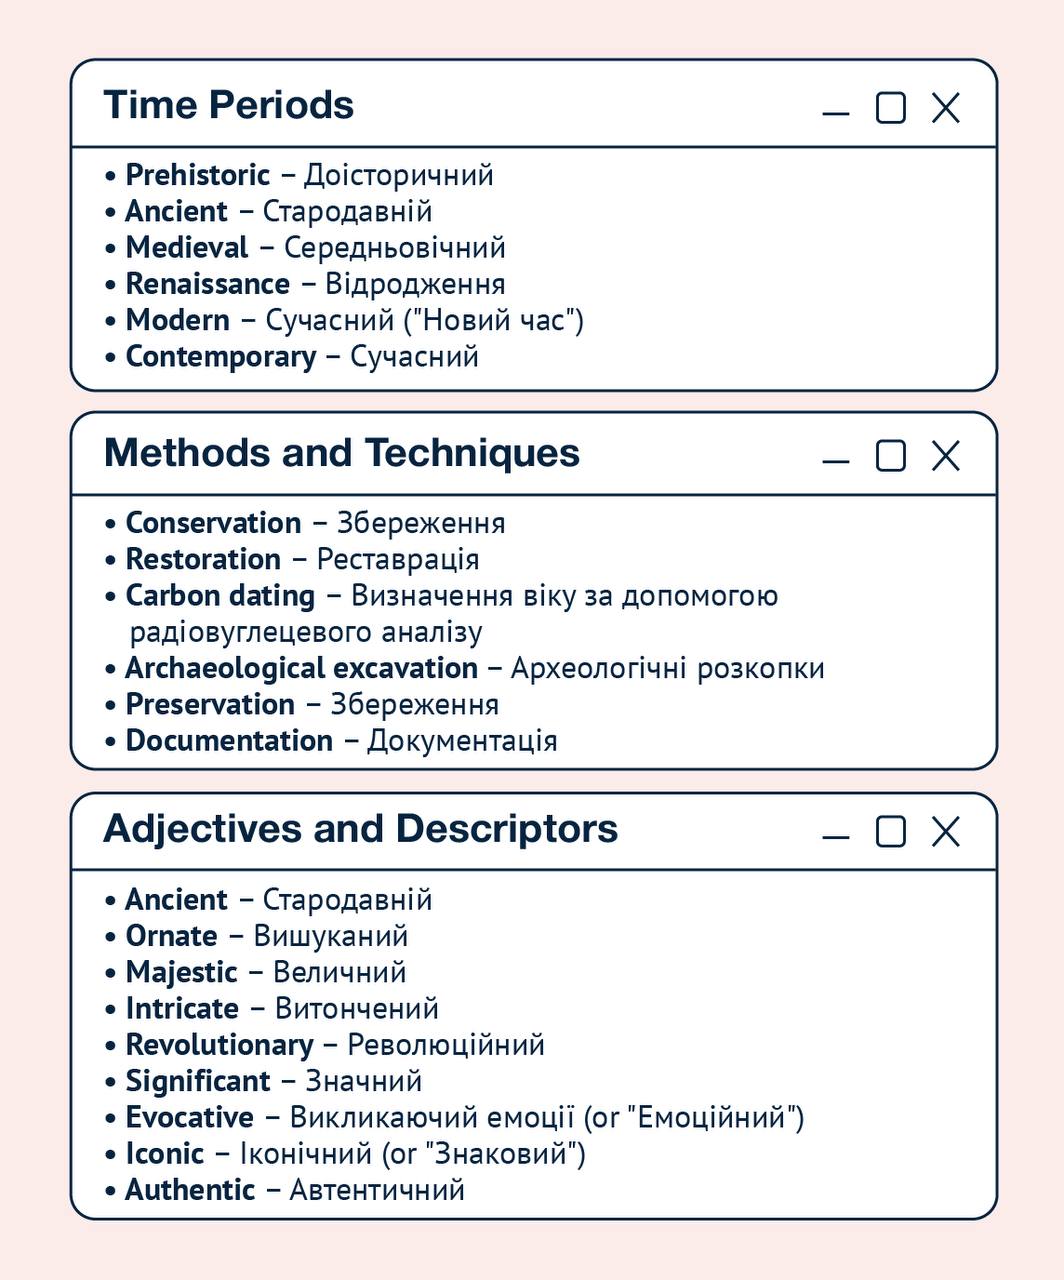 Time Periods
• Prehistoric – Доісторичний
• Ancient – Стародавній
• Medieval – Середньовічний
• Renaissance – Відродження
• Modern – Сучасний ("Новий час")
• Contemporary – Сучасний
Methods and Techniques
• Conservation – Збереження
• Restoration – Реставрація
• Carbon dating – Визначення віку за допомогою
радіовуглецевого аналізу
• Archaeological excavation – Археологічні розкопки
• Preservation – Збереження
• Documentation – Документація
Adjectives and Descriptors
• Ancient – Стародавній
• Ornate – Вишуканий
• Majestic – Величний
• Intricate – Витончений
• Revolutionary – Революційний
• Significant – Значний
• Evocative – Викликаючий емоції (or "Емоційний")
• Iconic – Іконічний (or "Знаковий")
• Authentic – Автентичний